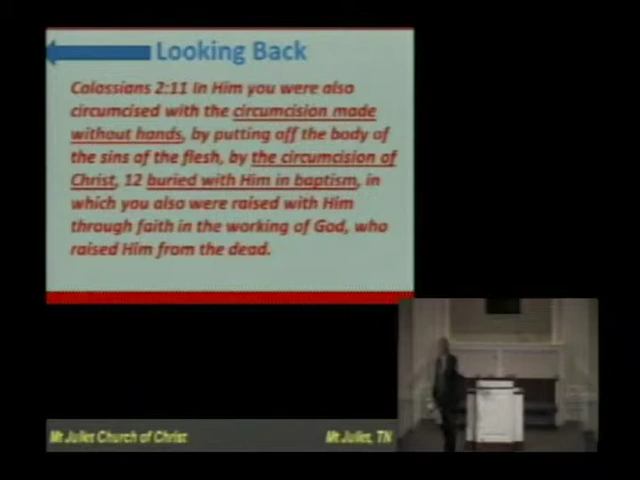 Looking Back
Colossians 2:11 In Him you were also
circumcised with the circumcision made
without hands, by putting off the body of
the sins of the flesh, by the circumcision of
Christ, 12 buried with Him in baptism, in
which you also were raised with Him
through faith in the working of God, who
raised Him from the dead.
Mt Juliet Church of Christ
Mt Juliet, TN